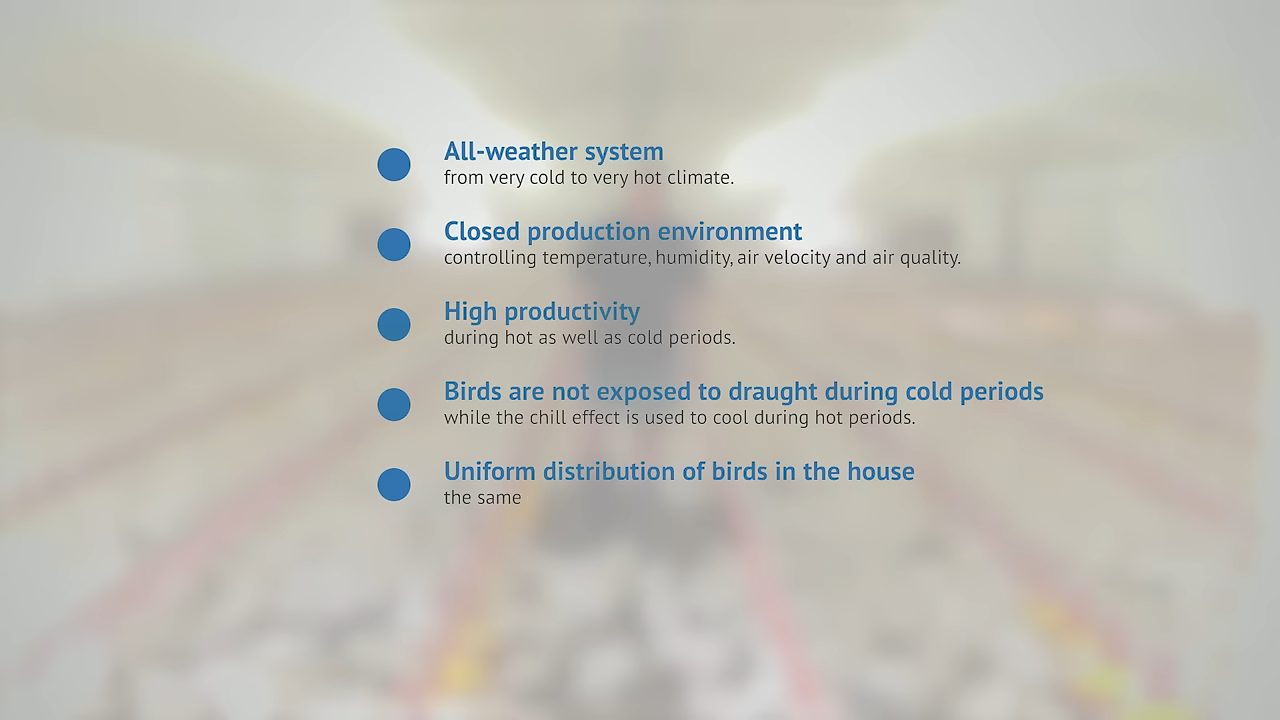 All-weather system
from very cold to very hot climate.
Closed production environment
controlling temperature, humidity, air velocity and air quality.
High productivity
during hot as well as cold periods.
Birds are not exposed to draught during cold periods
while the chill effect is used to cool during hot periods.
Uniform distribution of birds in the house
the same